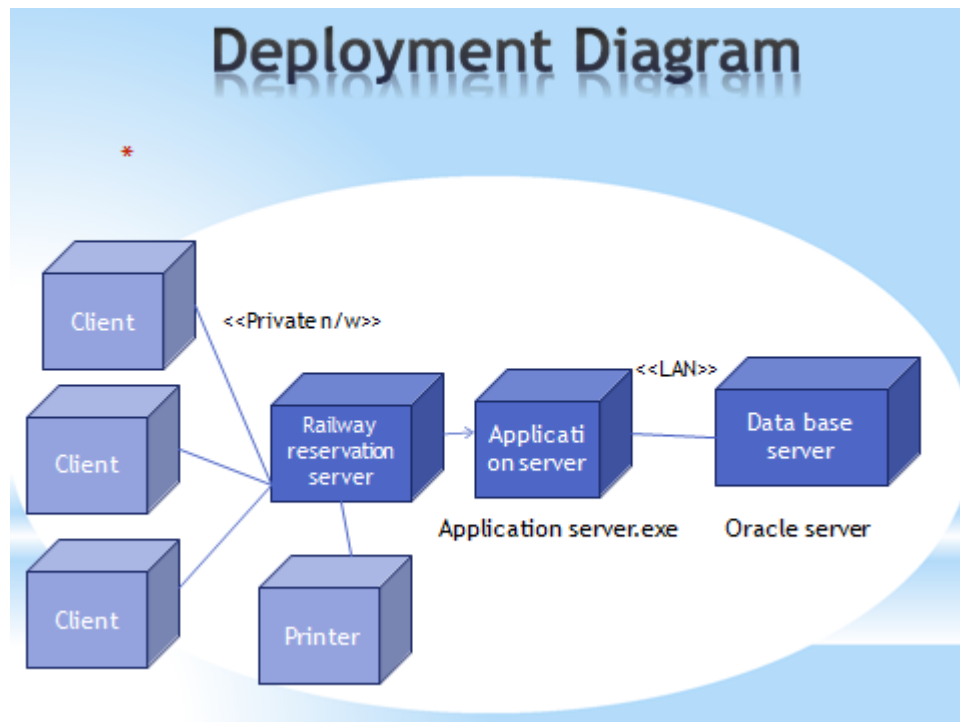 Deployment Diagram
*
Client
<<Private n/w>>
<<LAN>>
Railway
reservation
server
Applicati
on server
Data base
server
Client
Application server.exe
Oracle server
Client
Printer